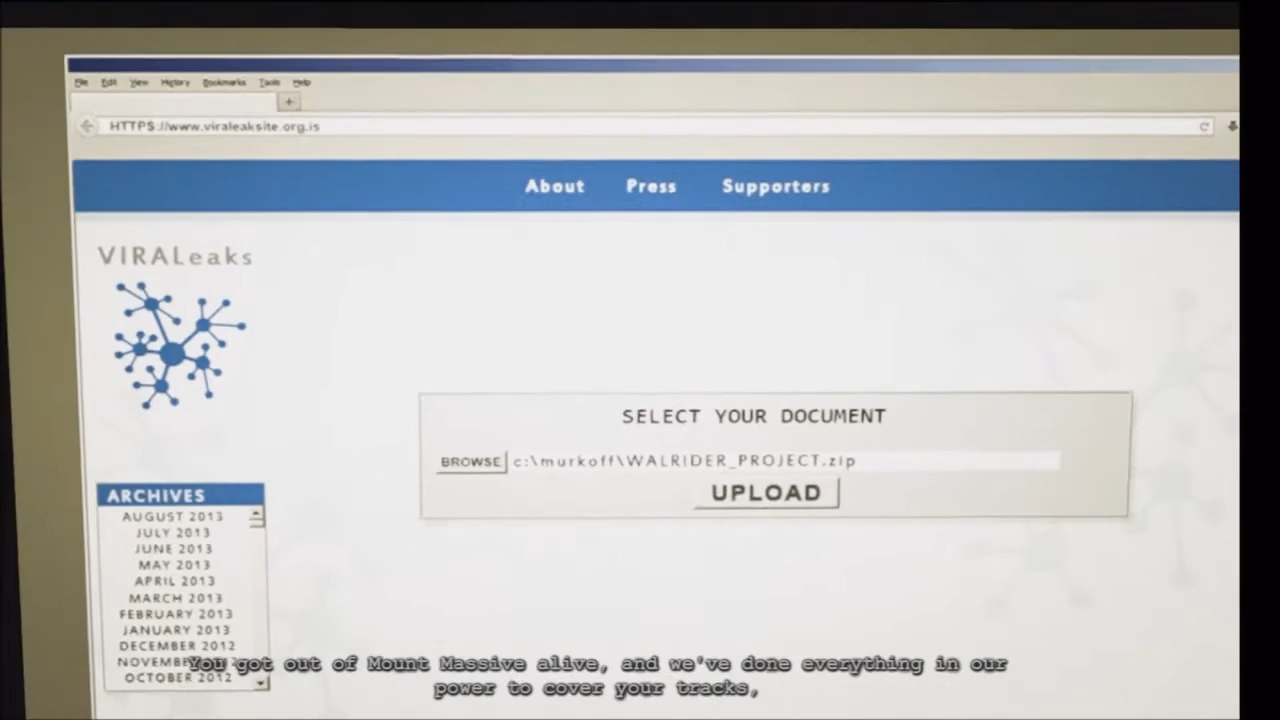 File Edit View History Bookmarks Tools Help
+
HTTPS://www.viraleaksite.org.is
About Press Supporters
VIRALeaks
SELECT YOUR DOCUMENT
BROWSE c:\murkoff\WALRIDER_PROJECT.zip
UPLOAD
ARCHIVES
AUGUST 2013
JULY 2013
JUNE 2013
MAY 2013
APRIL 2013
MARCH 2013
FEBRUARY 2013
JANUARY 2013
DECEMBER 2012
OCTOBER 2012
You got out of Mount Massive alive, and we've done everything in our
power to cover your tracks,